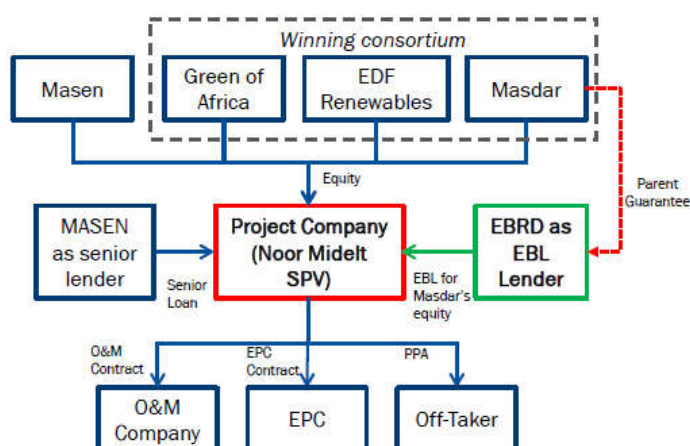 Winning consortium
Masen
Green of
Africa
EDF
Renewables
Masdar
Equity
Parent
Guarantee
MASEN
as senior
lender
Senior
Loan
Project Company
(Noor Midelt
SPV)
EBL for
Masdar's
equity
EBRD as
EBL
Lender
O&M
Contract
EPC
Contract
PPA
O&M
Company
EPC
Off-Taker